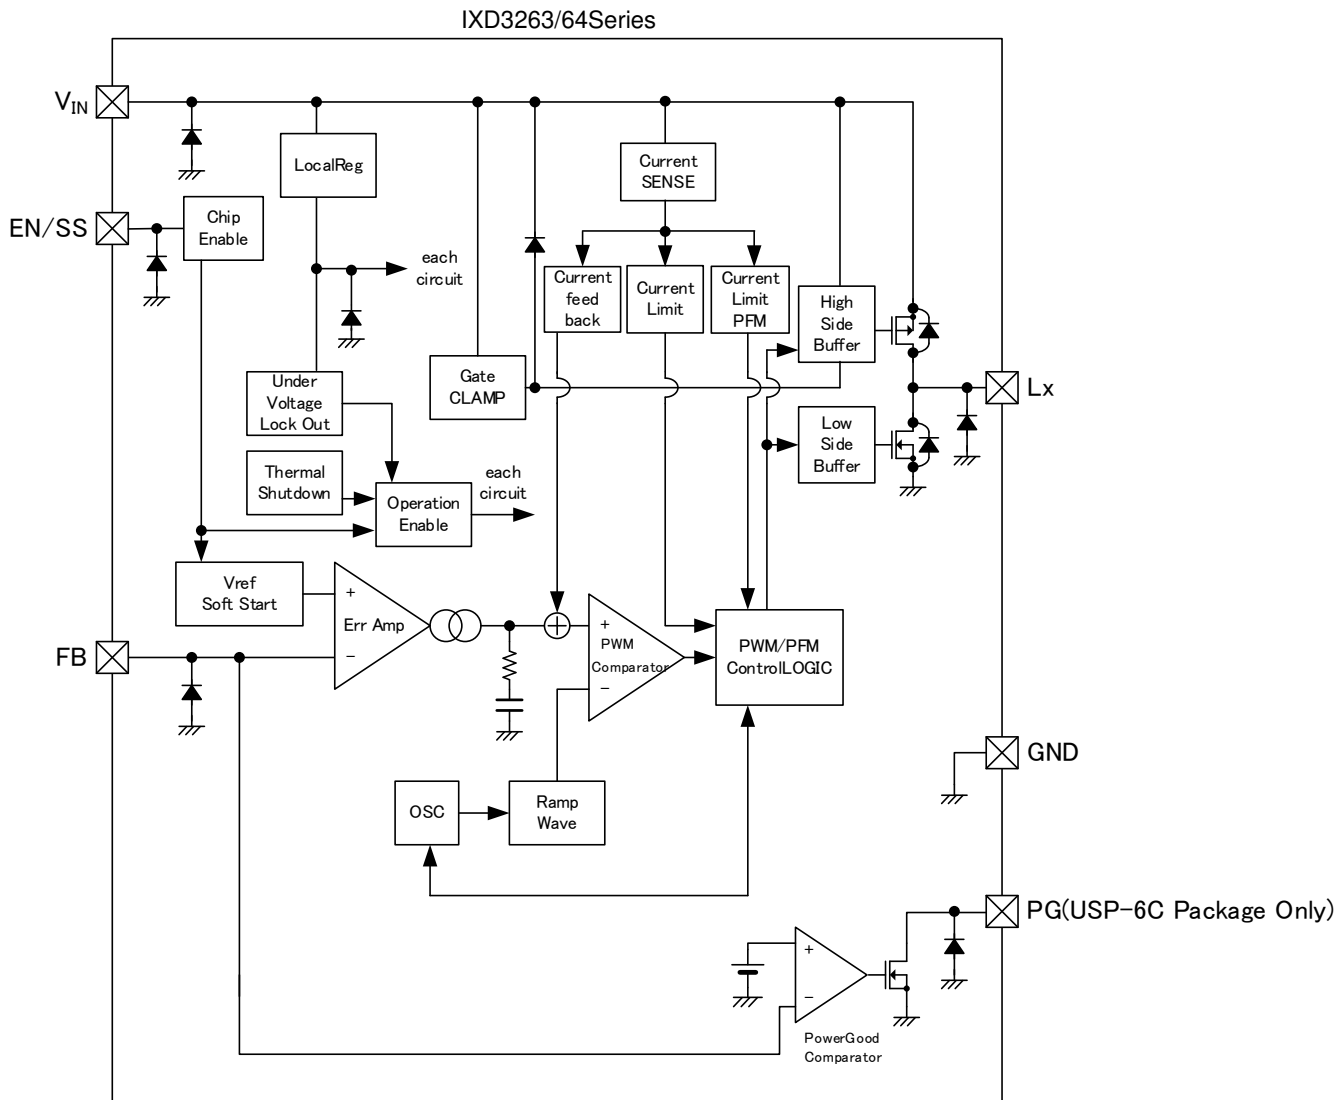 IXD3263/64Series
VIN
LocalReg
Current
SENSE
EN/SS
Chip
Enable
each
circuit
Current
feed
back
Current
Limit
Current
Limit
PFM
High
Side
Buffer
Under
Voltage
Lock Out
Gate
CLAMP
Lx
Low
Side
Buffer
Thermal
Shutdown
Operation
Enable
each
circuit
Vref
Soft Start
+
Err Amp
−
+
PWM
Comparator
−
PWM/PFM
ControlLOGIC
FB
GND
OSC
Ramp
Wave
PG(USP-6C Package Only)
+
−
PowerGood
Comparator